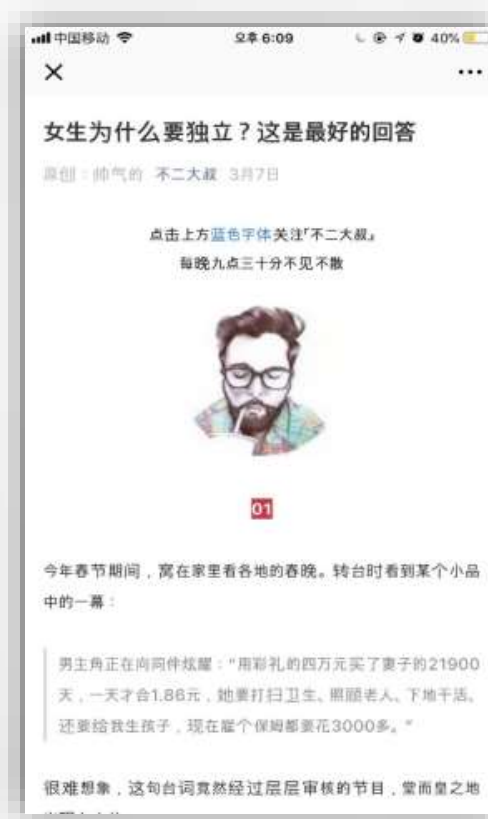 中国移动 오후 6:09 40%
女生为什么要独立？这是最好的回答
原创：帅气的 不二大叔 3月7日
点击上方蓝色字体关注「不二大叔」
每晚九点三十分不见不散
01
今年春节期间，窝在家里看各地的春晚。转台时看到某个小品
中的一幕：
男主角正在向同伴炫耀："用彩礼的四万元买了妻子的21900
天，一天才合1.86元，她要打扫卫生、照顾老人、下地干活、
还要给我生孩子，现在雇个保姆都要花3000多。"
很难想象，这句台词竟然经过层层审核的节目，堂而皇之地